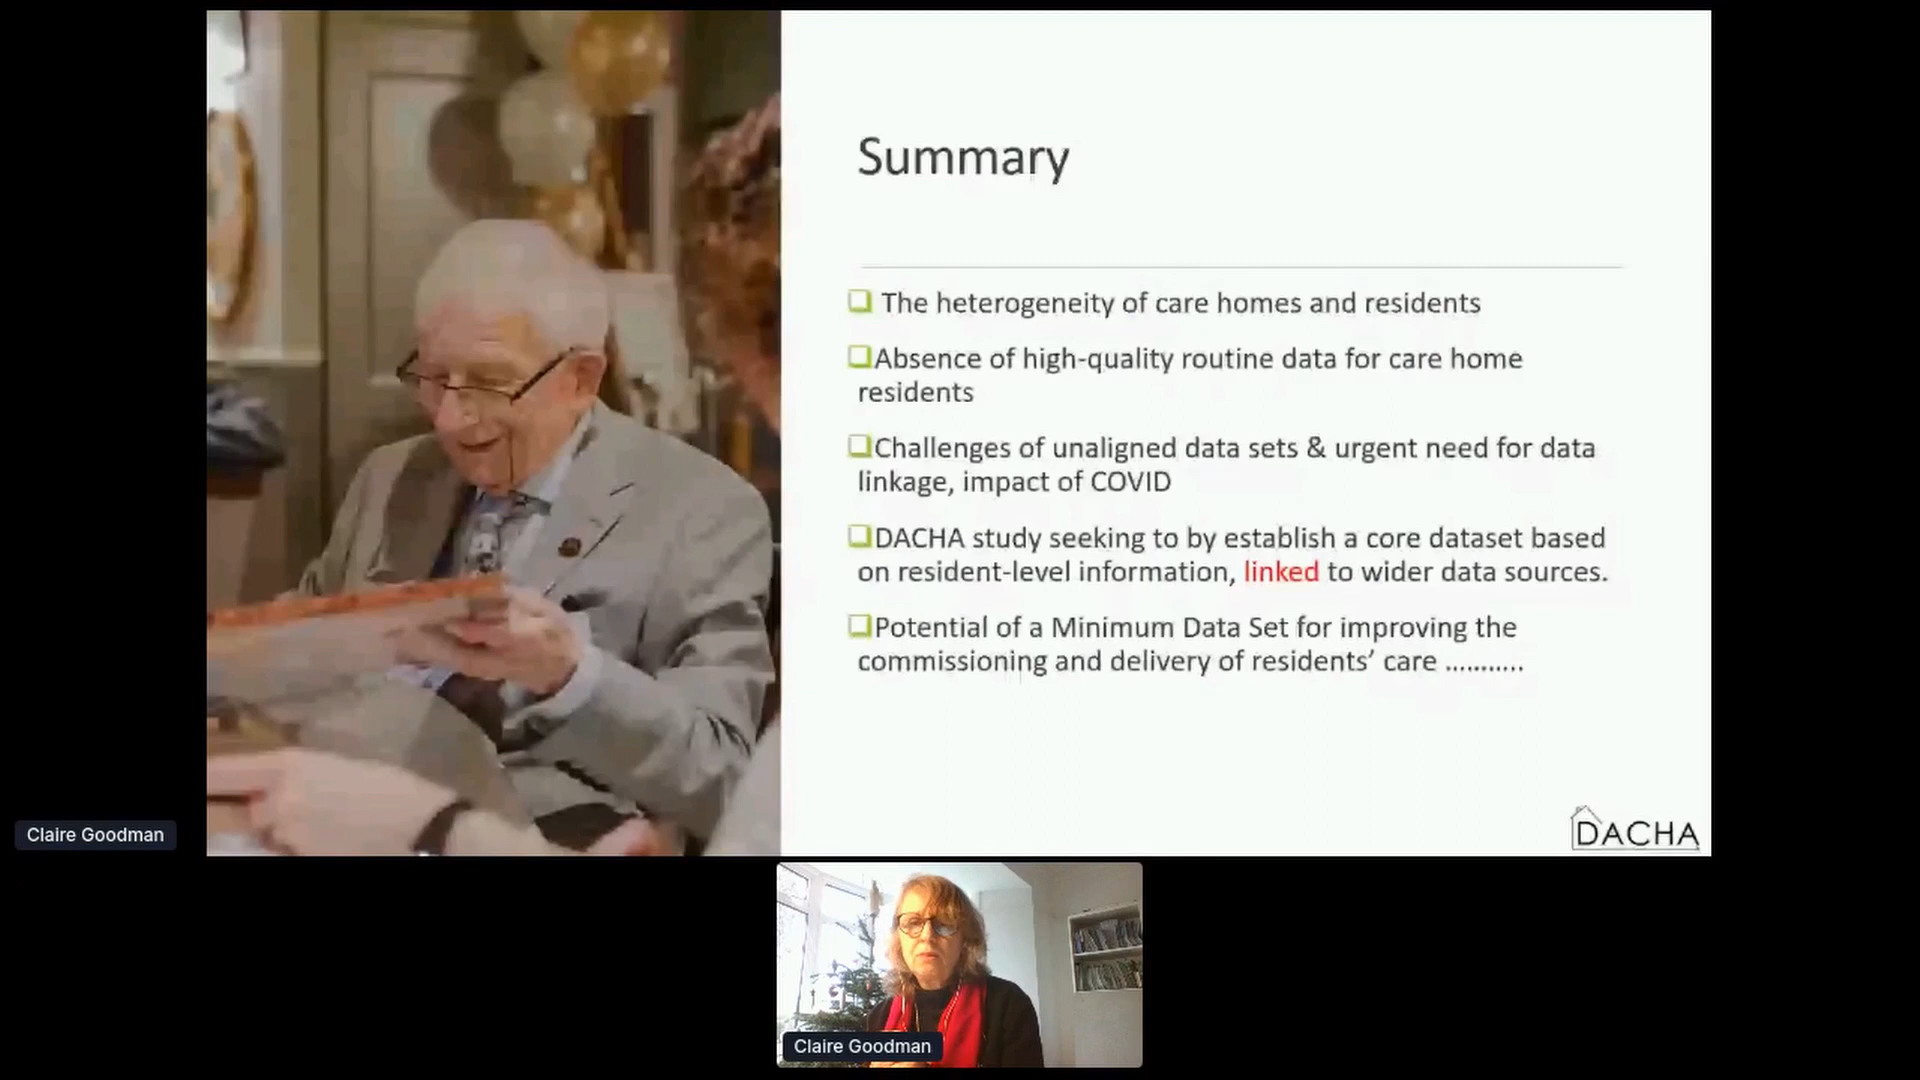 Summary
The heterogeneity of care homes and residents
Absence of high-quality routine data for care home
residents
Challenges of unaligned data sets & urgent need for data
linkage, impact of COVID
DACHA study seeking to by establish a core dataset based
on resident-level information, linked to wider data sources.
Potential of a Minimum Data Set for improving the
commissioning and delivery of residents’ care ………..
DACHA
Claire Goodman
Claire Goodman